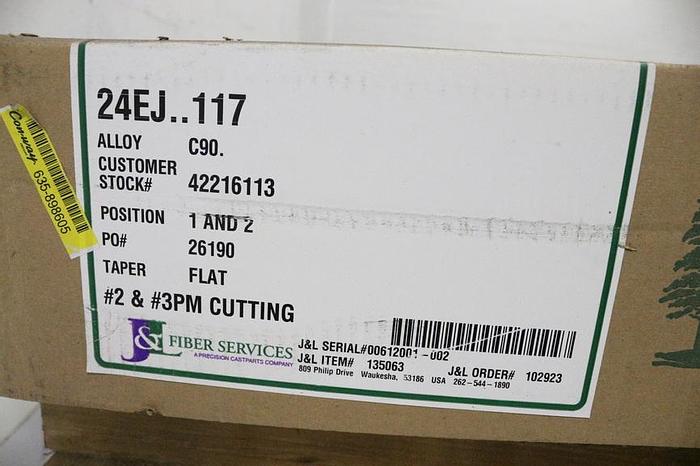 24EJ..117
ALLOY C90.
CUSTOMER
STOCK# 42216113
POSITION 1 AND 2
PO# 26190
TAPER FLAT
#2 & #3PM CUTTING
J&L FIBER SERVICES
A PRECISION CASTPARTS COMPANY
J&L SERIAL#00612001-002
J&L ITEM# 135063
J&L ORDER# 102923
809 Philip Drive Waukesha, 53186 USA 262-544-1890
Con-way
635-898605